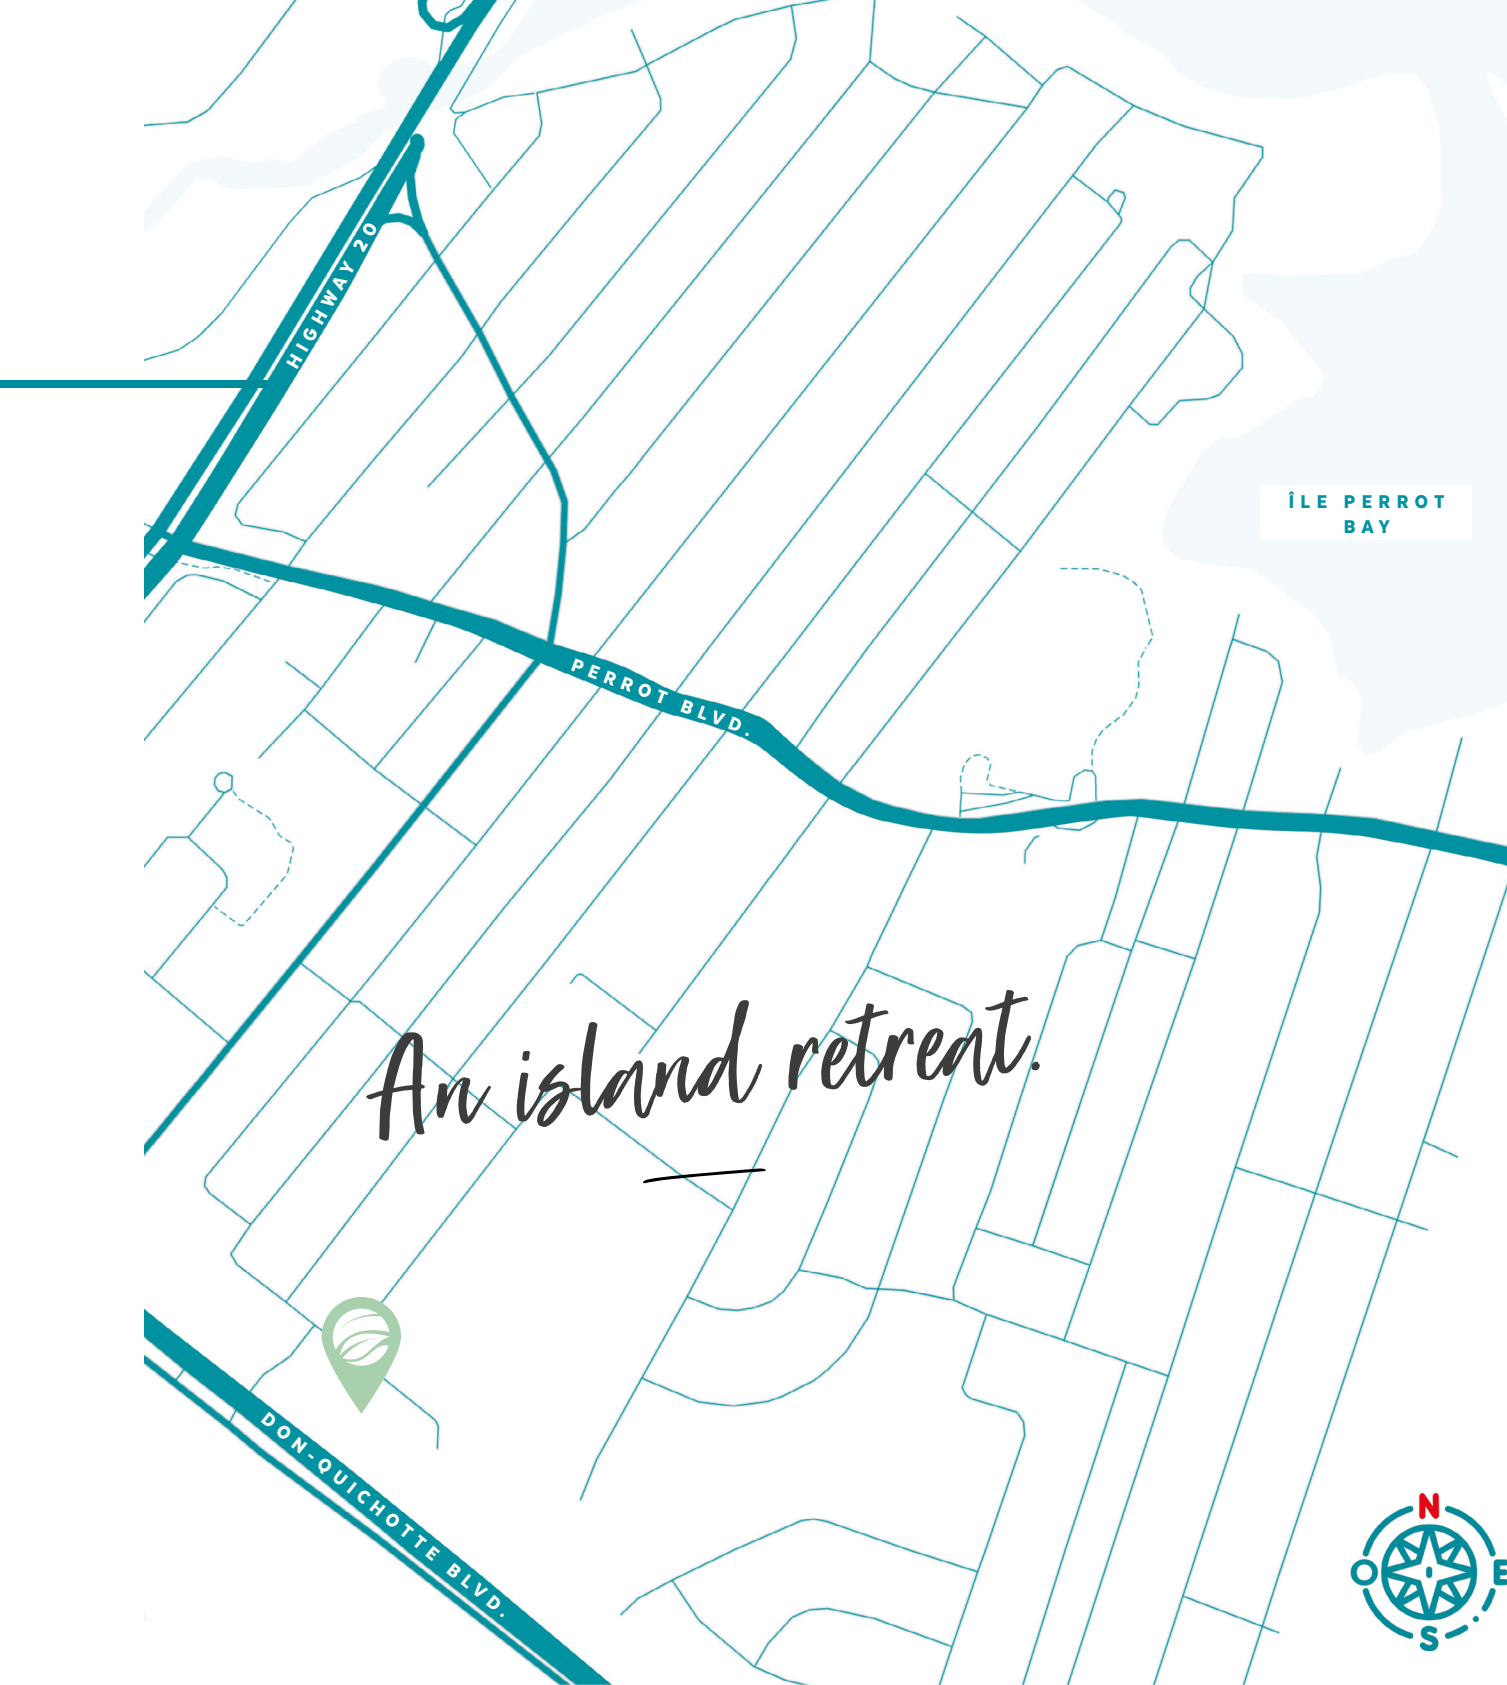 HIGHWAY 20
ÎLE PERROT
BAY
PERROT BLVD.
An island retreat.
DON-QUICHOTTE BLVD.
N
O
E
S